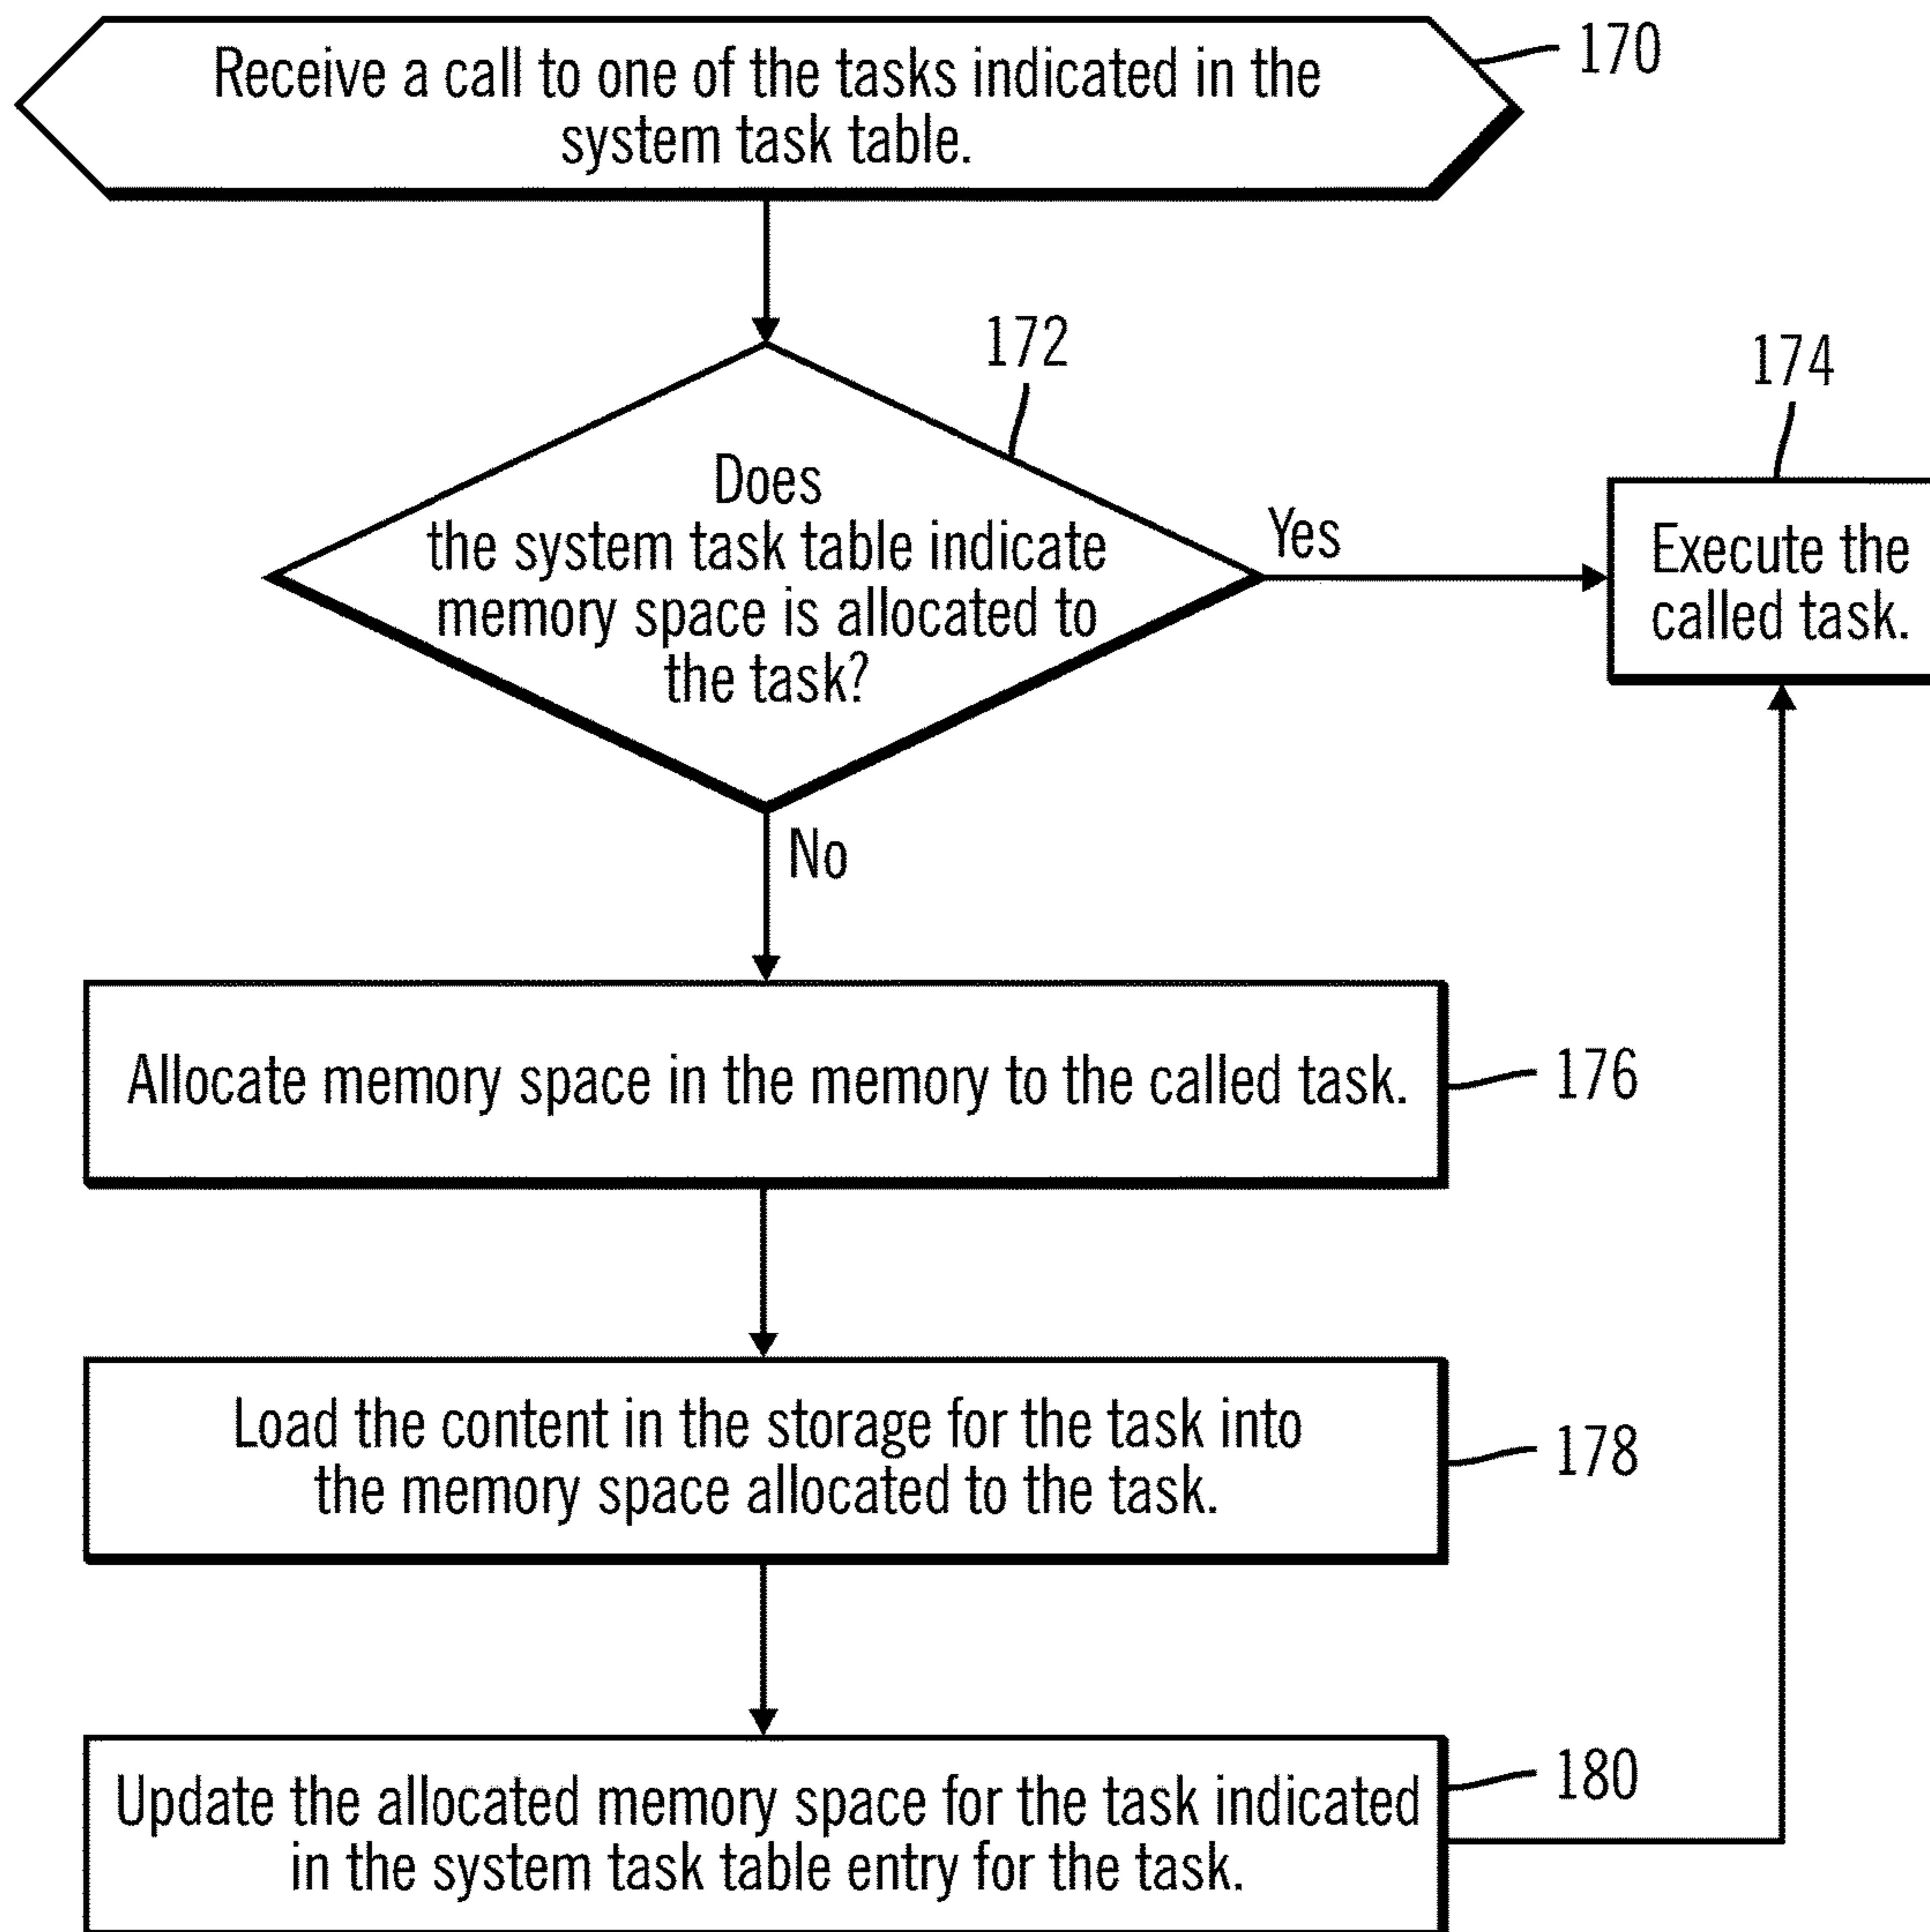 Receive a call to one of the tasks indicated in the
system task table.
170
172
Does
the system task table indicate
memory space is allocated to
the task?
Yes
174
Execute the
called task.
No
Allocate memory space in the memory to the called task.
176
Load the content in the storage for the task into
the memory space allocated to the task.
178
Update the allocated memory space for the task indicated
in the system task table entry for the task.
180